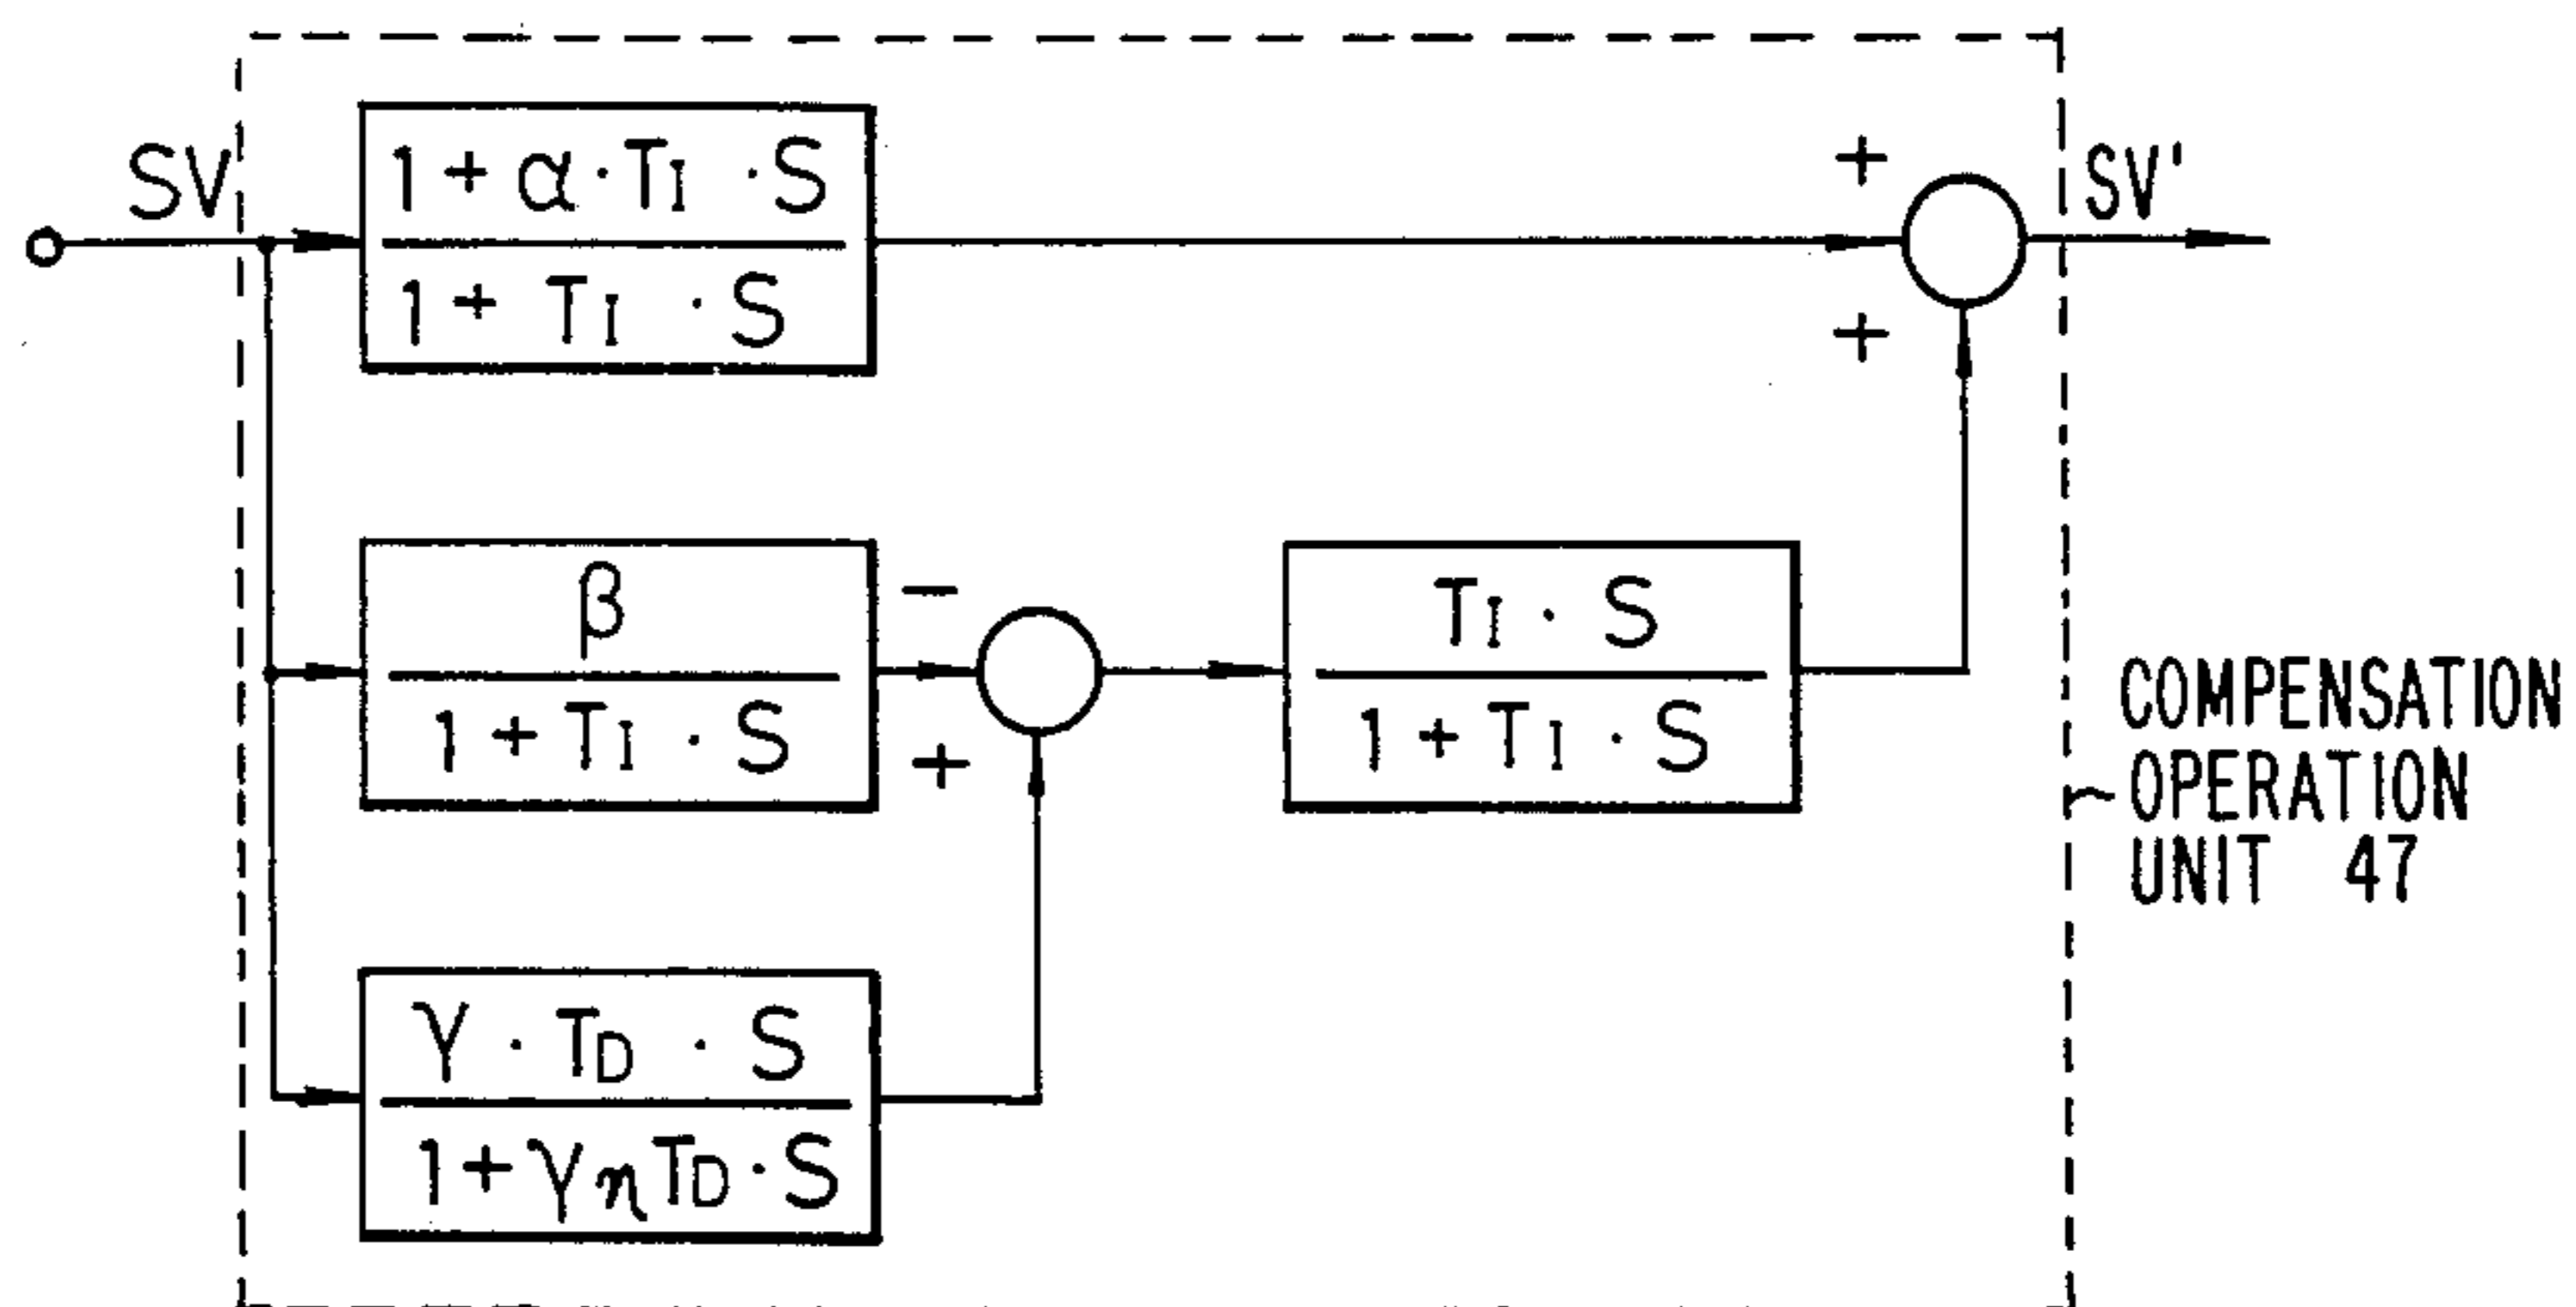 SV
1 + α · TI · S
1 + TI · S
+
+
SV'
β
1 + TI · S
−
+
TI · S
1 + TI · S
COMPENSATION
OPERATION
UNIT 47
γ · TD · S
1 + γηTD · S